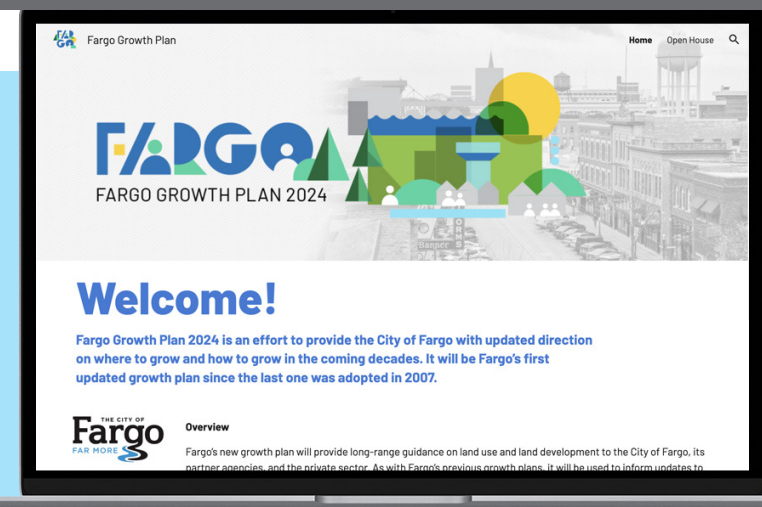 Fargo Growth Plan
Home Open House
FARGO
FARGO GROWTH PLAN 2024
Banner
Welcome!
Fargo Growth Plan 2024 is an effort to provide the City of Fargo with updated direction
on where to grow and how to grow in the coming decades. It will be Fargo's first
updated growth plan since the last one was adopted in 2007.
THE CITY OF
Fargo
FAR MORE
Overview
Fargo's new growth plan will provide long-range guidance on land use and land development to the City of Fargo, its
partner agencies, and the private sector. As with Fargo's previous growth plans, it will be used to inform updates to